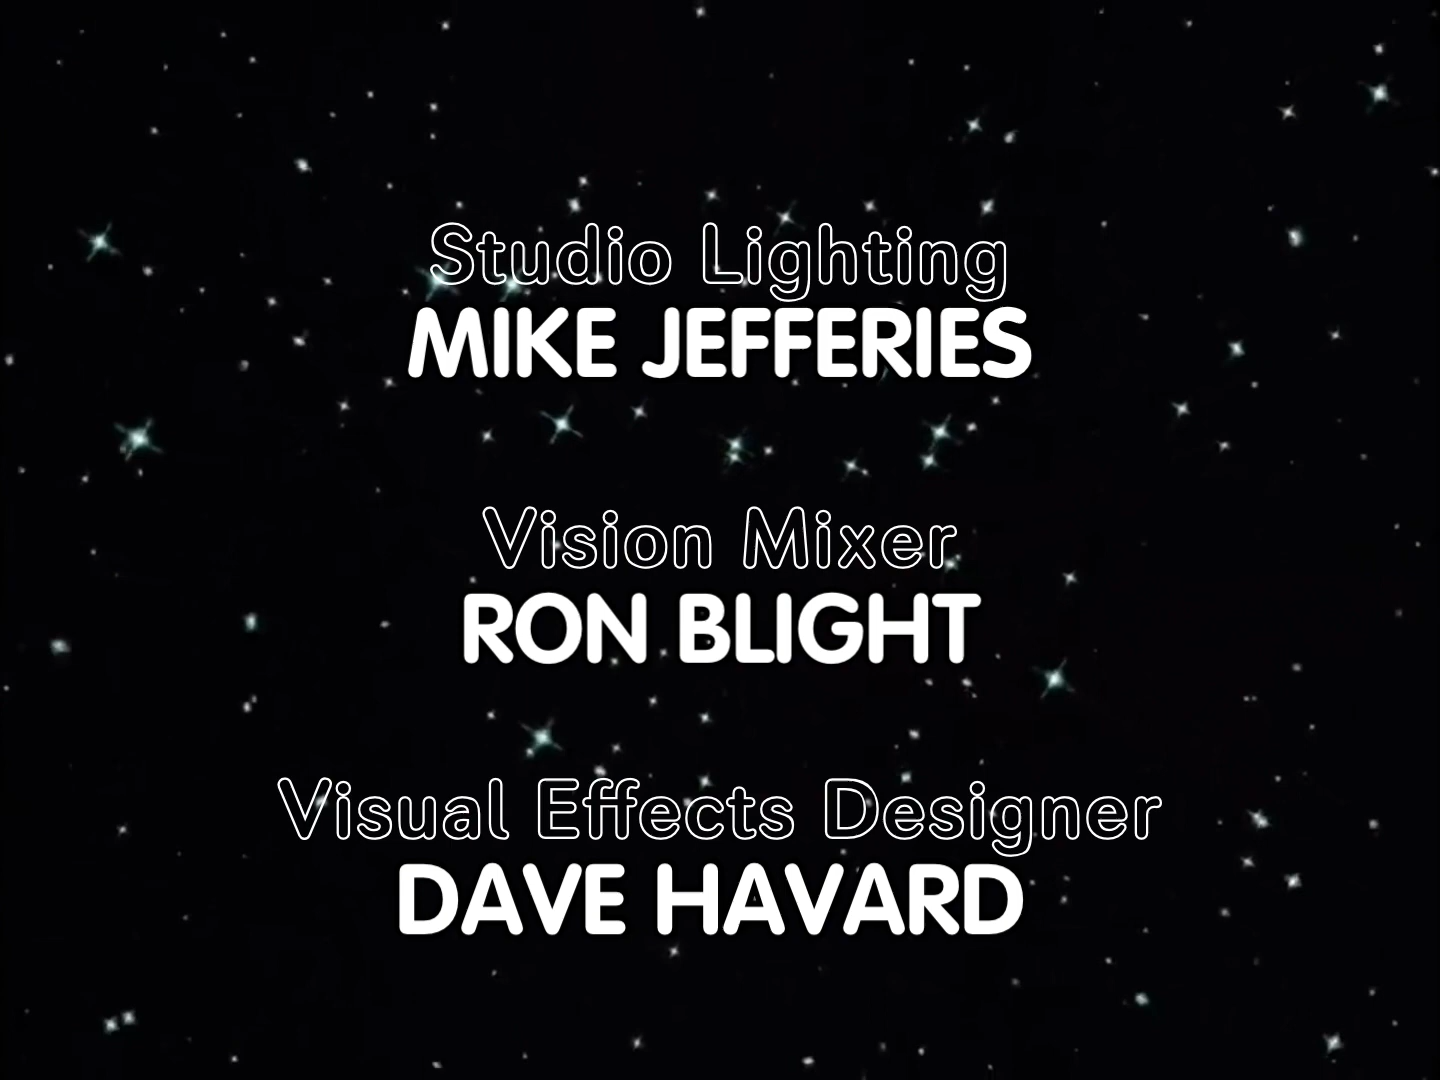 Studio Lighting
MIKE JEFFERIES
Vision Mixer
RON BLIGHT
Visual Effects Designer
DAVE HAVARD